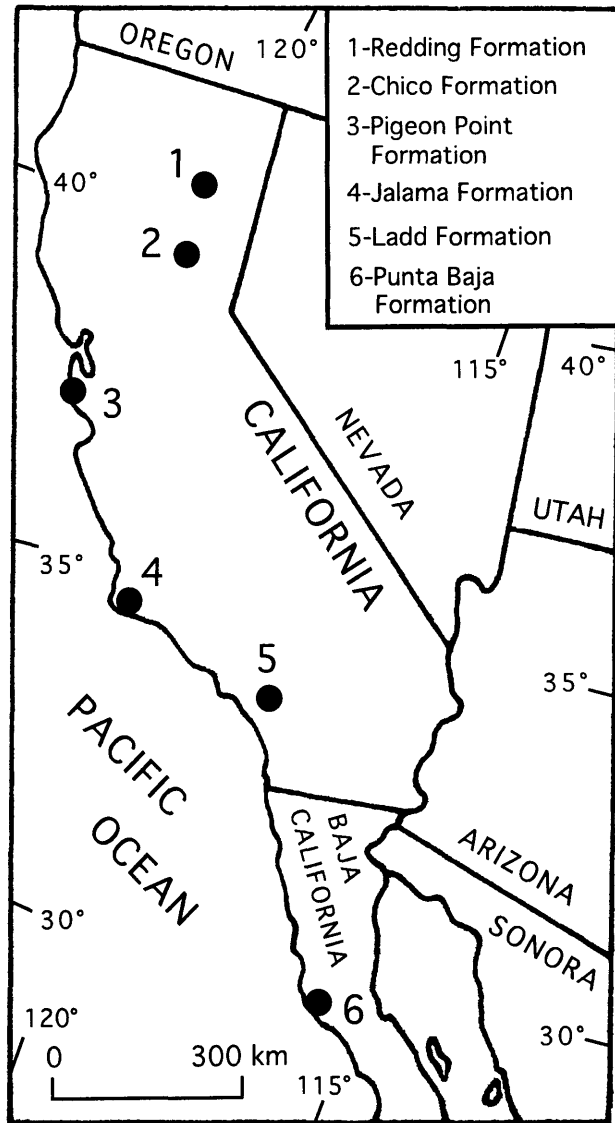 OREGON
120°
1-Redding Formation
2-Chico Formation
3-Pigeon Point
Formation
4-Jalama Formation
5-Ladd Formation
6-Punta Baja
Formation
40°
1
2
3
115°
40°
CALIFORNIA
NEVADA
UTAH
35°
4
5
35°
PACIFIC
OCEAN
BAJA
CALIFORNIA
ARIZONA
SONORA
30°
6
120°
0
300 km
115°
30°